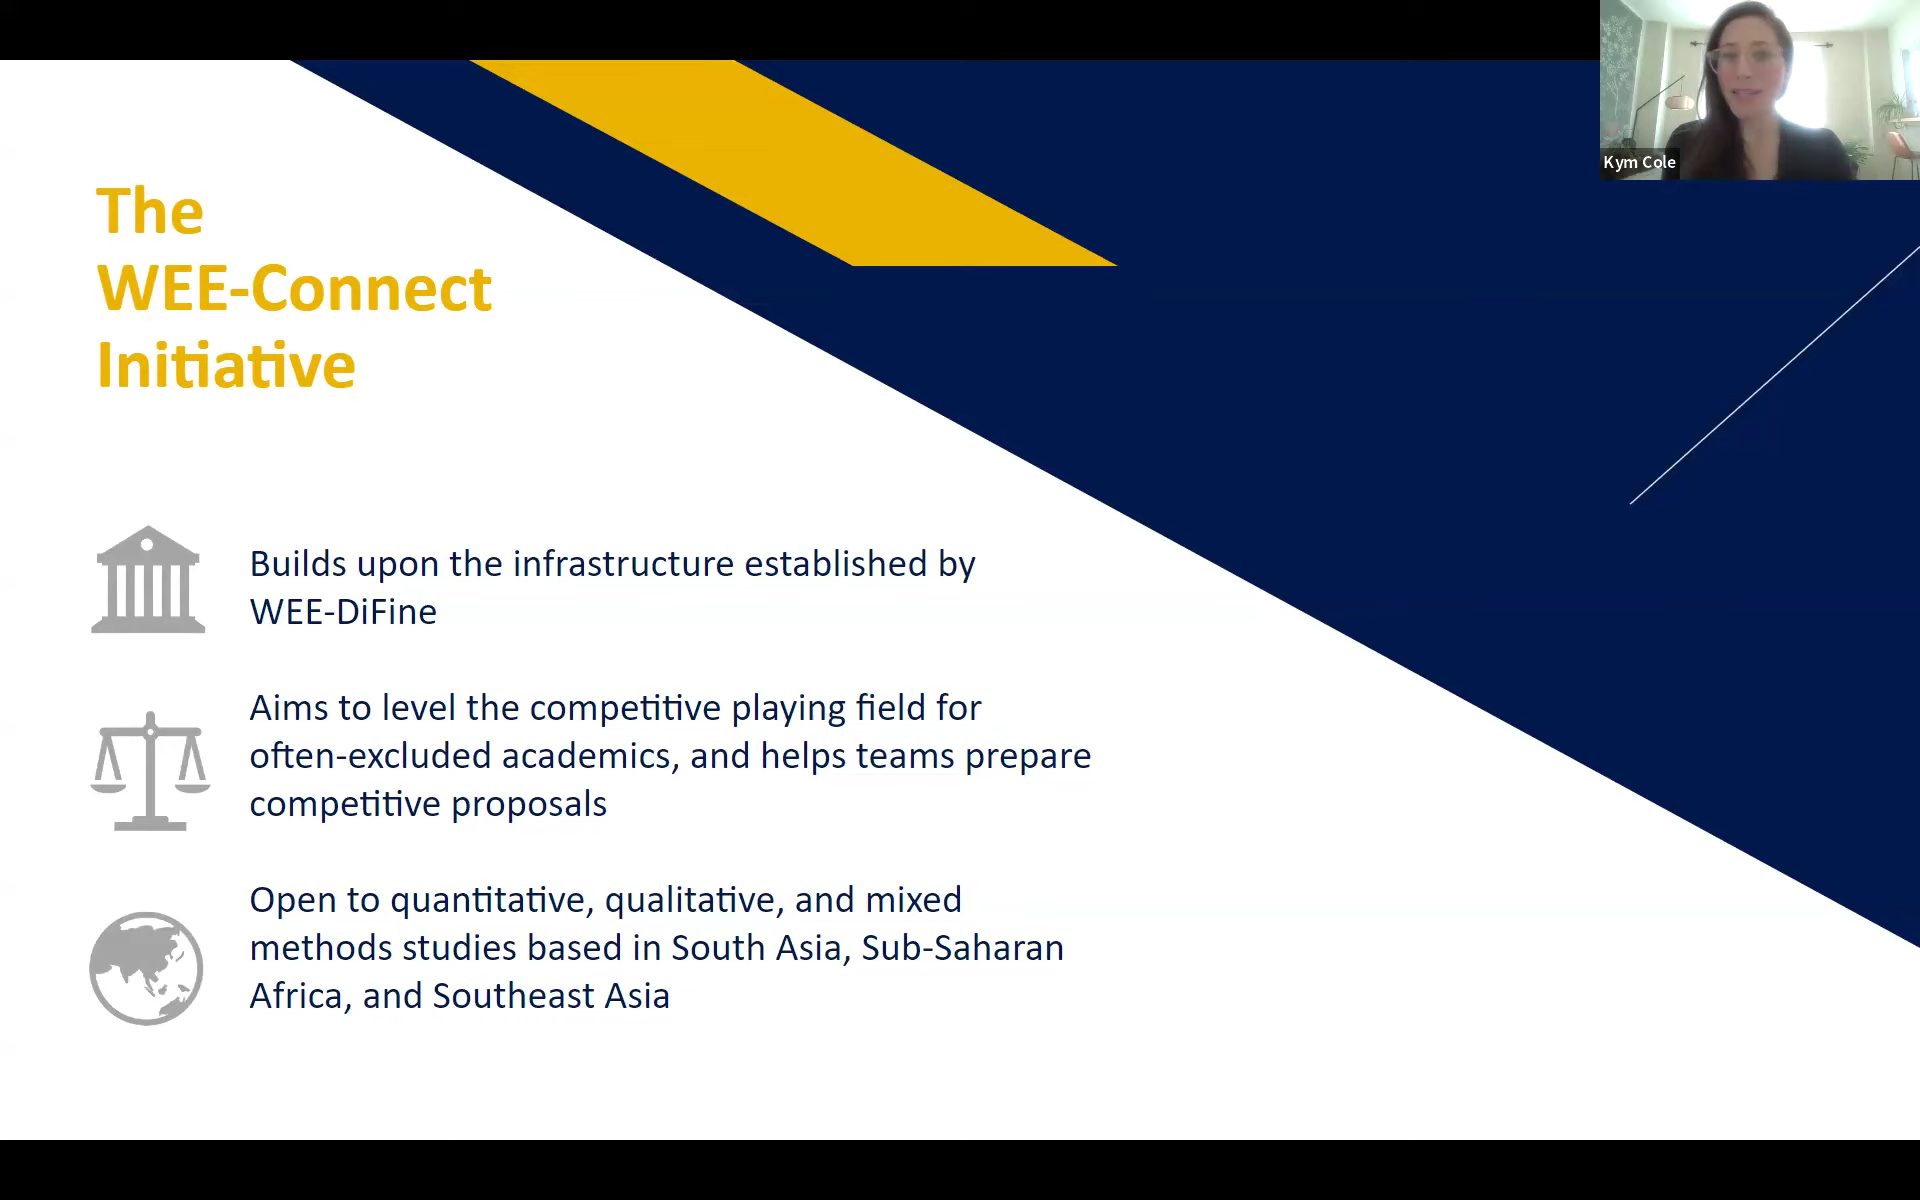 Kym Cole
The
WEE-Connect
Initiative
Builds upon the infrastructure established by
WEE-DiFine
Aims to level the competitive playing field for
often-excluded academics, and helps teams prepare
competitive proposals
Open to quantitative, qualitative, and mixed
methods studies based in South Asia, Sub-Saharan
Africa, and Southeast Asia